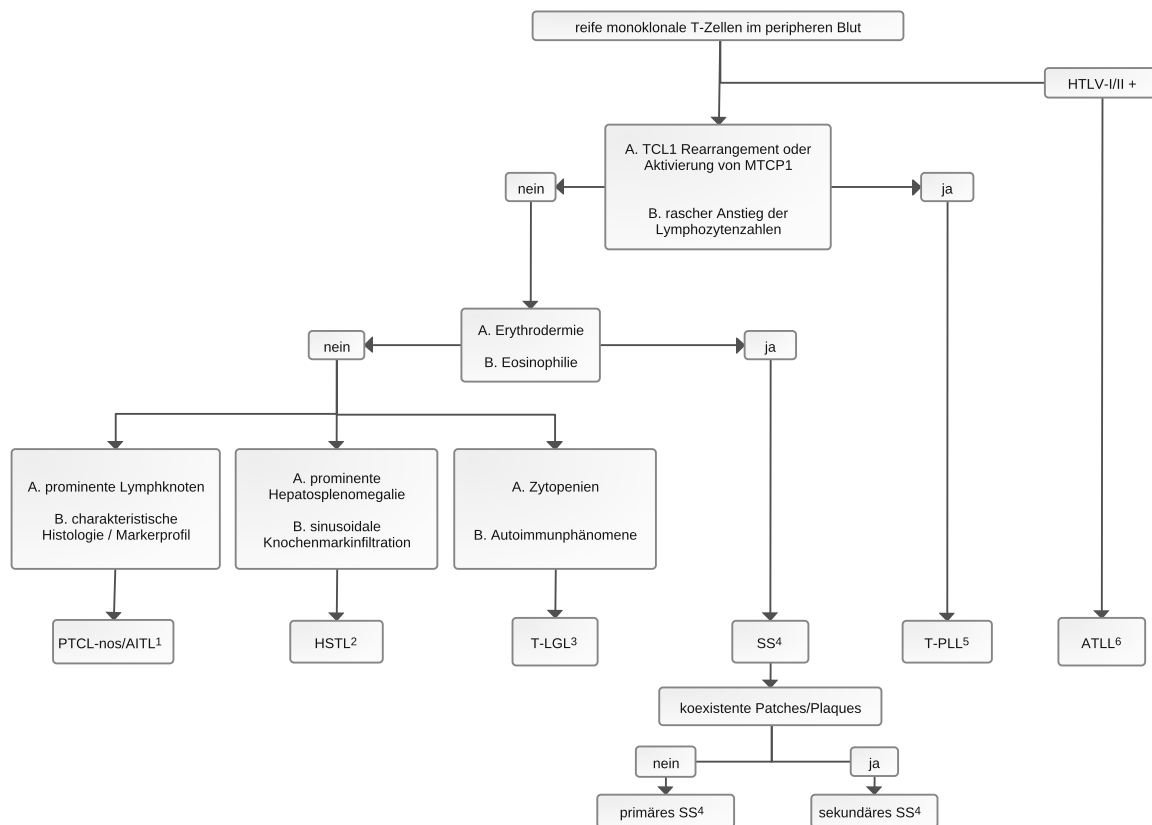 reife monoklonale T-Zellen im peripheren Blut
HTLV-I/II +
A. TCL1 Rearrangement oder
Aktivierung von MTCP1
B. rascher Anstieg der
Lymphozytenzahlen
nein
ja
A. Erythrodermie
B. Eosinophilie
nein
ja
A. prominente Lymphknoten
B. charakteristische
Histologie / Markerprofil
A. prominente
Hepatosplenomegalie
B. sinusoidale
Knochenmarkinfiltration
A. Zytopenien
B. Autoimmunphänomene
PTCL-nos/AITL1
HSTL2
T-LGL3
SS4
T-PLL5
ATLL6
koexistente Patches/Plaques
nein
ja
primäres SS4
sekundäres SS4